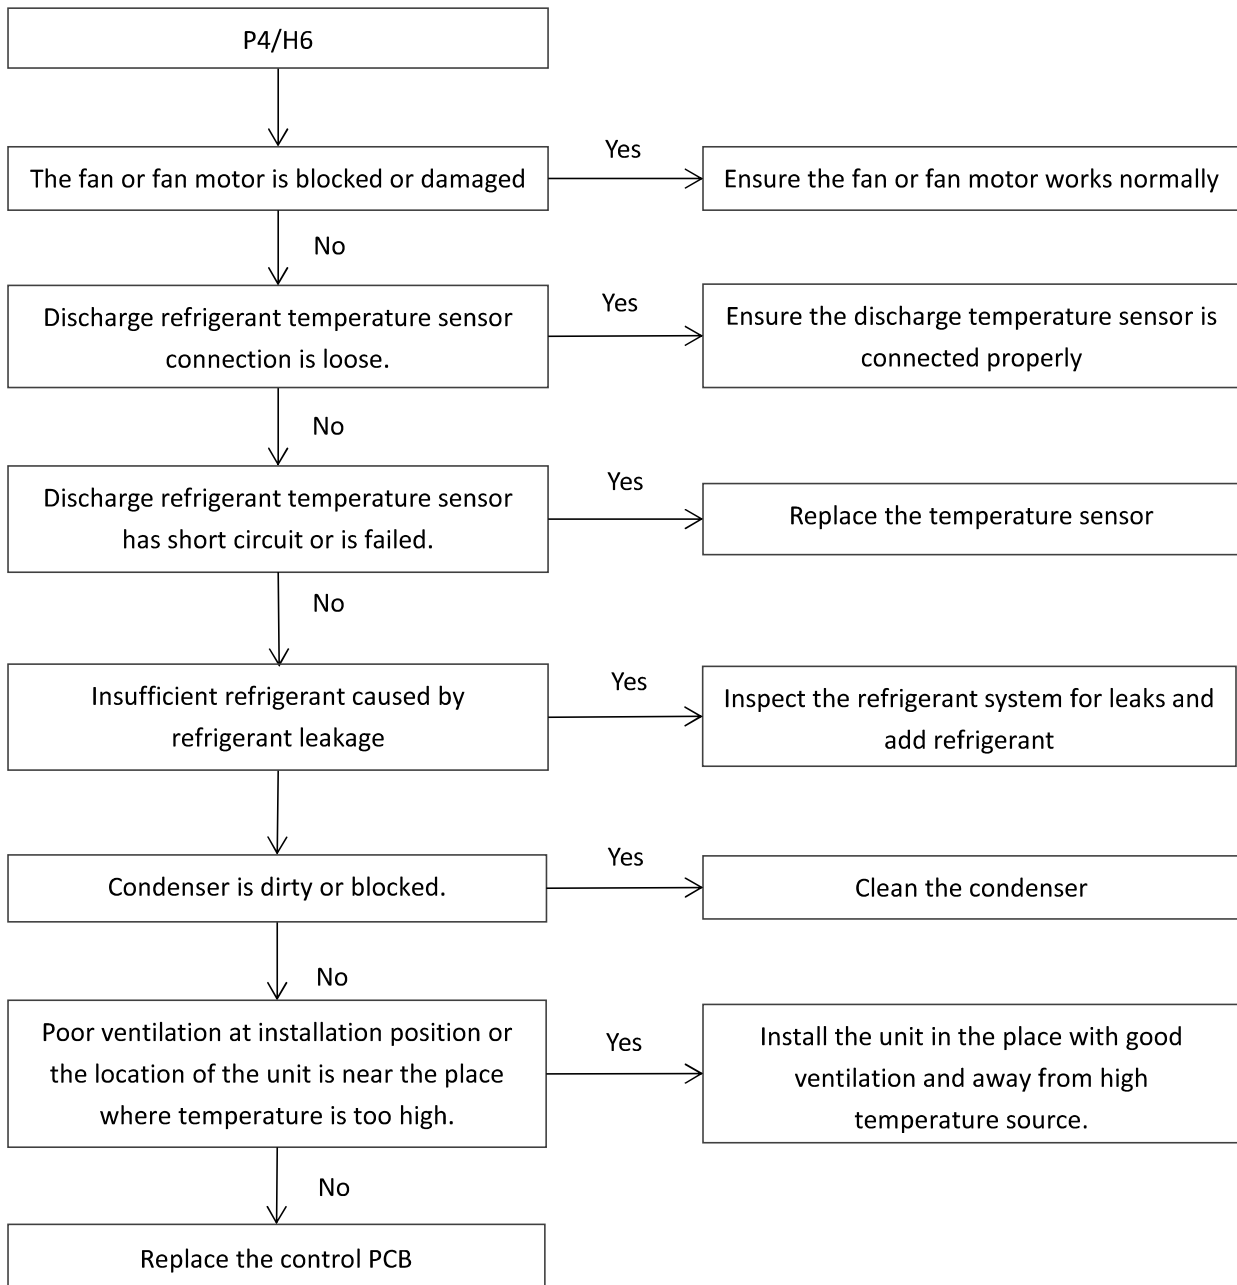 P4/H6
The fan or fan motor is blocked or damaged
Yes
Ensure the fan or fan motor works normally
No
Discharge refrigerant temperature sensor
connection is loose.
Yes
Ensure the discharge temperature sensor is
connected properly
No
Discharge refrigerant temperature sensor
has short circuit or is failed.
Yes
Replace the temperature sensor
No
Insufficient refrigerant caused by
refrigerant leakage
Yes
Inspect the refrigerant system for leaks and
add refrigerant
Condenser is dirty or blocked.
Yes
Clean the condenser
No
Poor ventilation at installation position or
the location of the unit is near the place
where temperature is too high.
Yes
Install the unit in the place with good
ventilation and away from high
temperature source.
No
Replace the control PCB